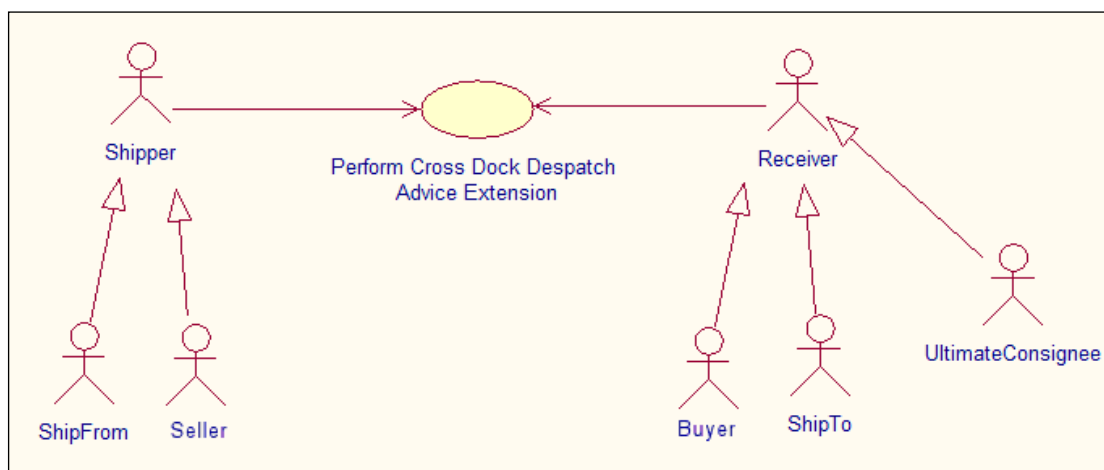 Shipper
Perform Cross Dock Despatch
Advice Extension
Receiver
ShipFrom
Seller
Buyer
ShipTo
UltimateConsignee